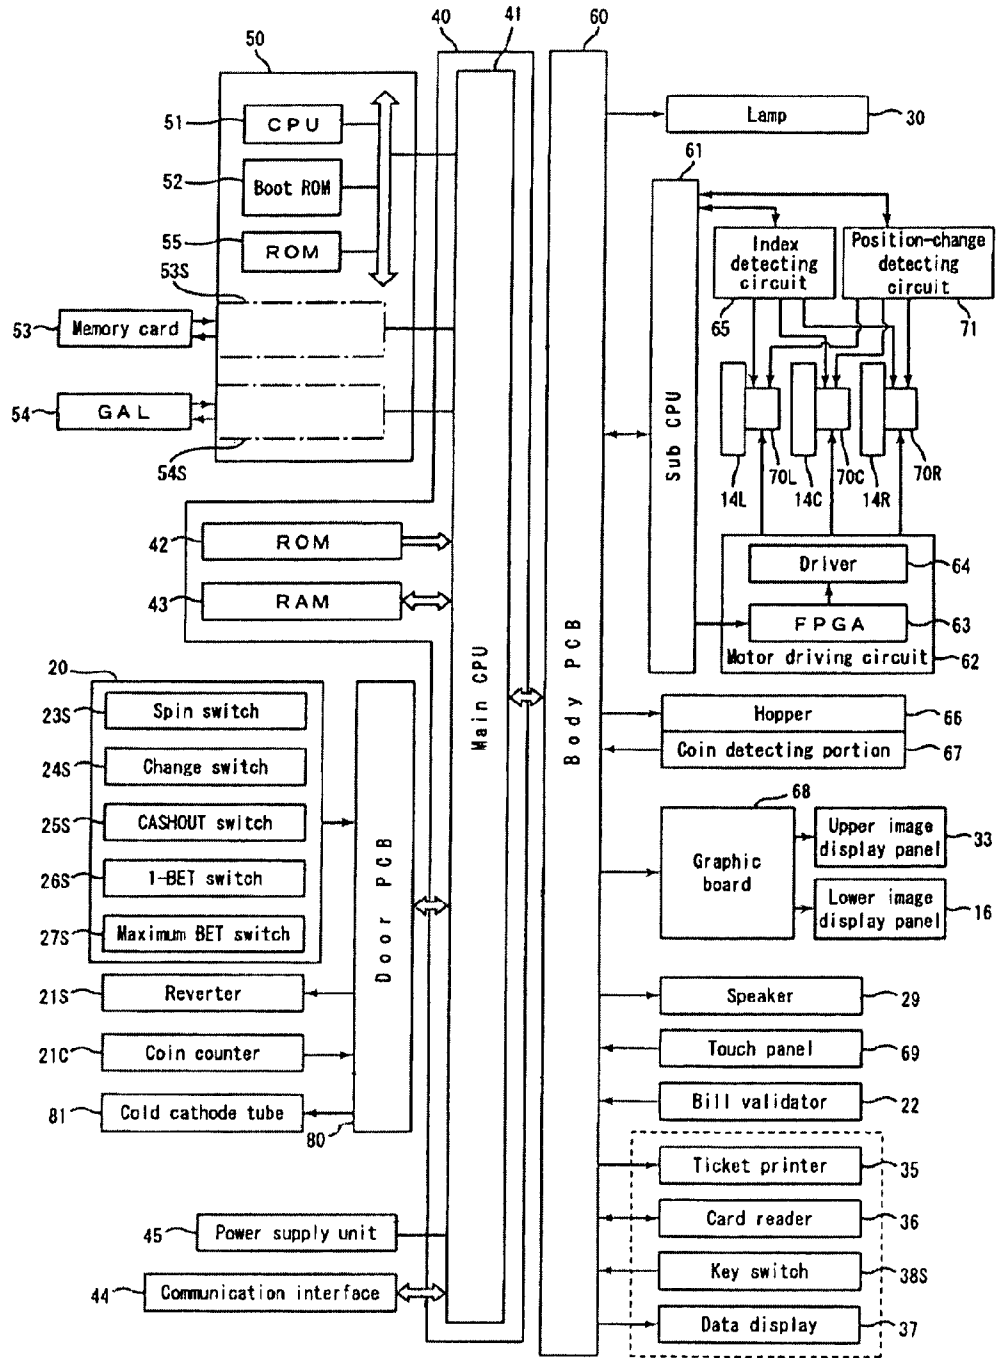 40
41
60
50
51
CPU
52
Boot ROM
55
ROM
53S
53
Memory card
54
GAL
54S
42
ROM
43
RAM
Main CPU
Body PCB
Lamp
30
61
Sub CPU
Index
detecting
circuit
65
Position-change
detecting
circuit
71
14L
70L
14C
70C
14R
70R
Driver
64
FPGA
63
Motor driving circuit
62
20
23S
Spin switch
24S
Change switch
25S
CASHOUT switch
26S
1-BET switch
27S
Maximum BET switch
21S
Reverter
21C
Coin counter
81
Cold cathode tube
80
Door PCB
Hopper
66
Coin detecting portion
67
68
Graphic
board
Upper image
display panel
33
Lower image
display panel
16
Speaker
29
Touch panel
69
Bill validator
22
Ticket printer
35
Card reader
36
Key switch
38S
Data display
37
45
Power supply unit
44
Communication interface